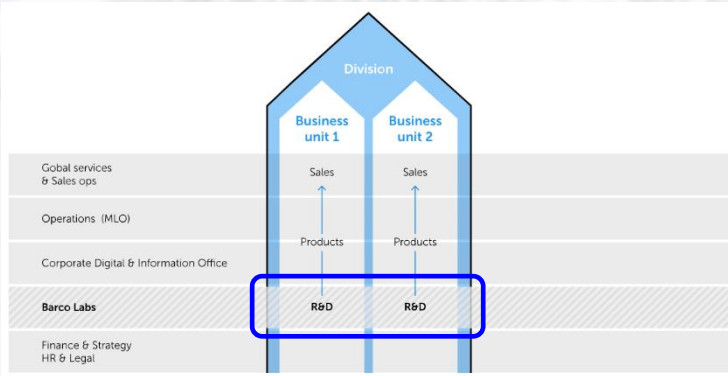 Division
Business
unit 1
Business
unit 2
Gobal services
& Sales ops
Sales
Sales
Operations (MLO)
Products
Products
Corporate Digital & Information Office
Barco Labs
R&D
R&D
Finance & Strategy
HR & Legal